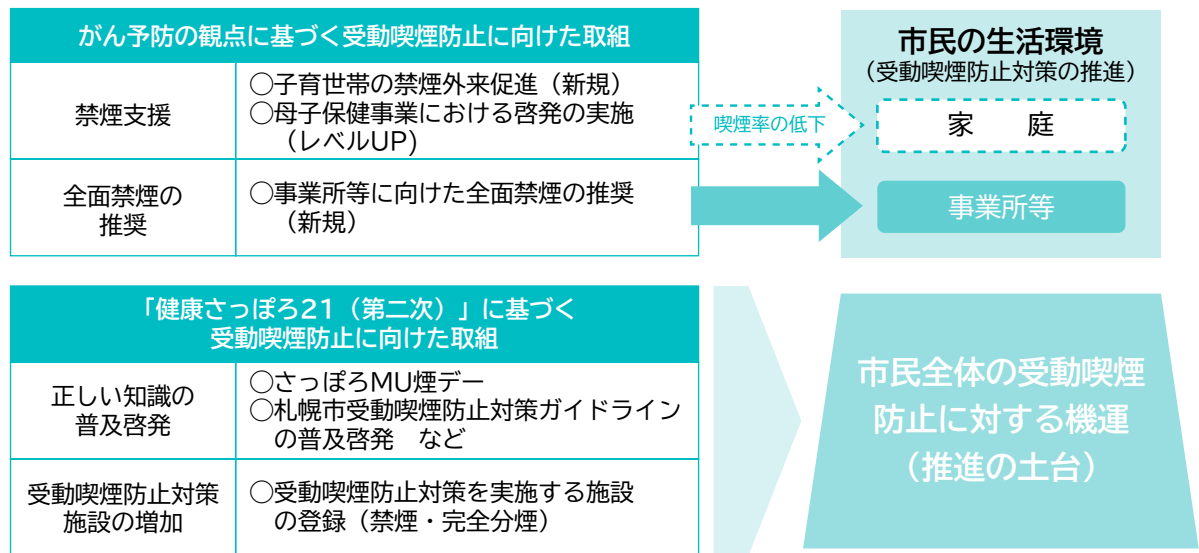 がん予防の観点に基づく受動喫煙防止に向けた取組
禁煙支援
○子育世帯の禁煙外来促進（新規）
○母子保健事業における啓発の実施
（レベルUP)
全面禁煙の
推奨
○事業所等に向けた全面禁煙の推奨
（新規）
喫煙率の低下
市民の生活環境
（受動喫煙防止対策の推進）
家　　庭
事業所等
「健康さっぽろ21（第二次）」に基づく
受動喫煙防止に向けた取組
正しい知識の
普及啓発
○さっぽろMU煙デー
○札幌市受動喫煙防止対策ガイドライン
の普及啓発　など
受動喫煙防止対策
施設の増加
○受動喫煙防止対策を実施する施設
の登録（禁煙・完全分煙）
市民全体の受動喫煙
防止に対する機運
（推進の土台）